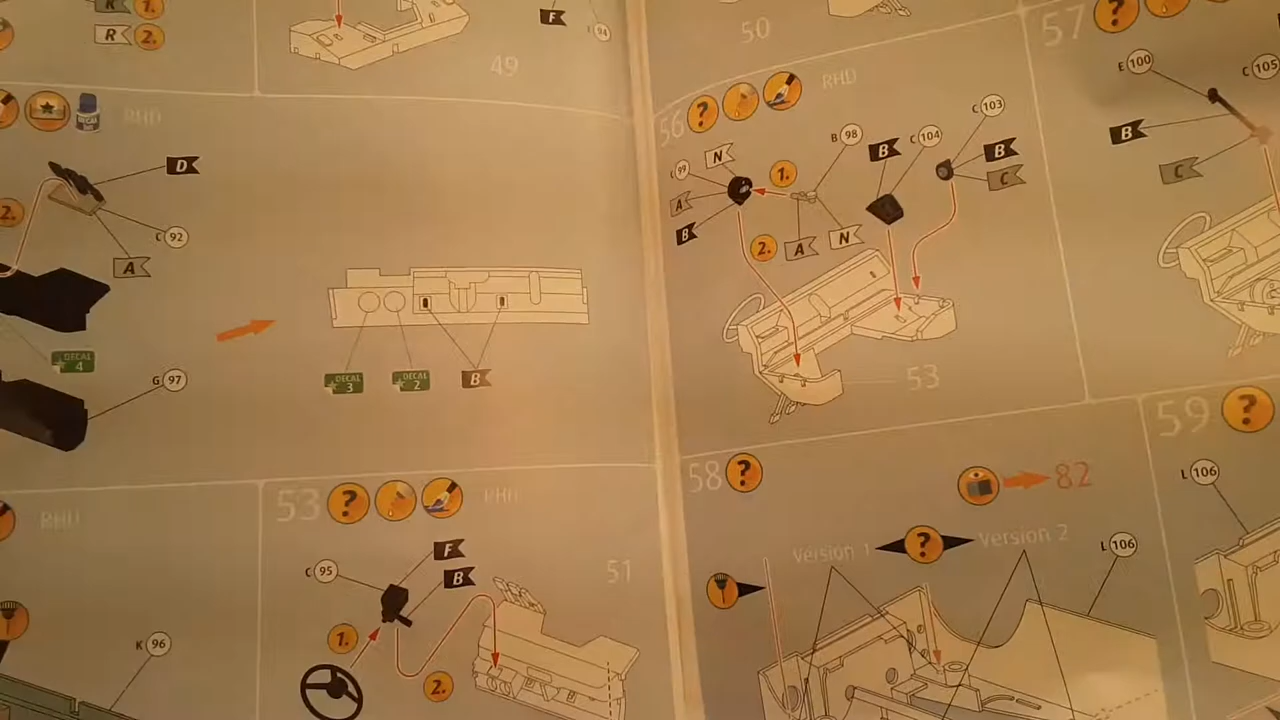 R
1.
R
2.
F
94
49
RHD
D
2.
C 92
A
DECAL
4
G 97
DECAL
3
DECAL
2
B
RHD
K 96
53
C 95
F
B
1.
2.
51
50
56
RHD
N
99
A
B
1.
B 98
2.
A
N
B
C 104
C 103
B
C
53
57
E 100
C 105
B
C
58
82
Version 1
?
Version 2
L 106
59
?
L 106